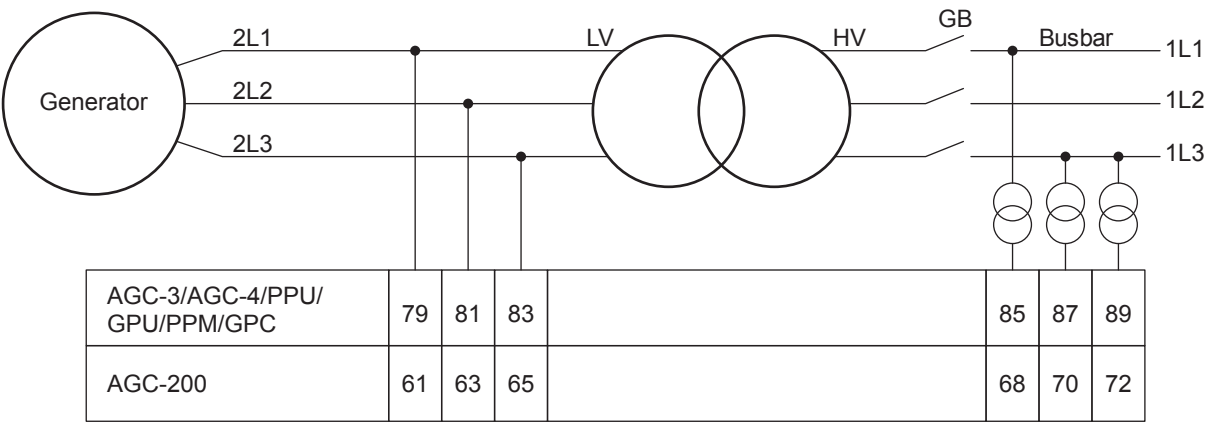 GB
2L1
LV
HV
Busbar
1L1
Generator
2L2
1L2
2L3
1L3
AGC-3/AGC-4/PPU/
GPU/PPM/GPC
79 81 83 85 87 89
AGC-200 61 63 65 68 70 72